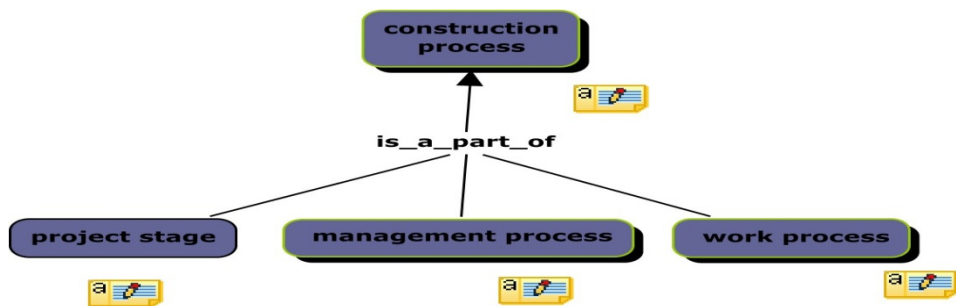 construction
process
a
is_a_part_of
project stage
management process
work process
a
a
a